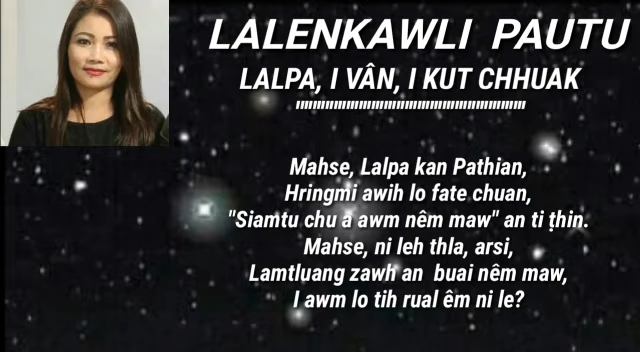 LALENKAWLI PAUTU
LALPA, I VÂN, I KUT CHHUAK
Mahse, Lalpa kan Pathian,
Hringmi awih lo fate chuan,
"Siamtu chu a awm nêm maw" an ti ṭhin.
Mahse, ni leh thla, arsi,
Lamtluang zawh an buai nêm maw,
I awm lo tih rual êm ni le?